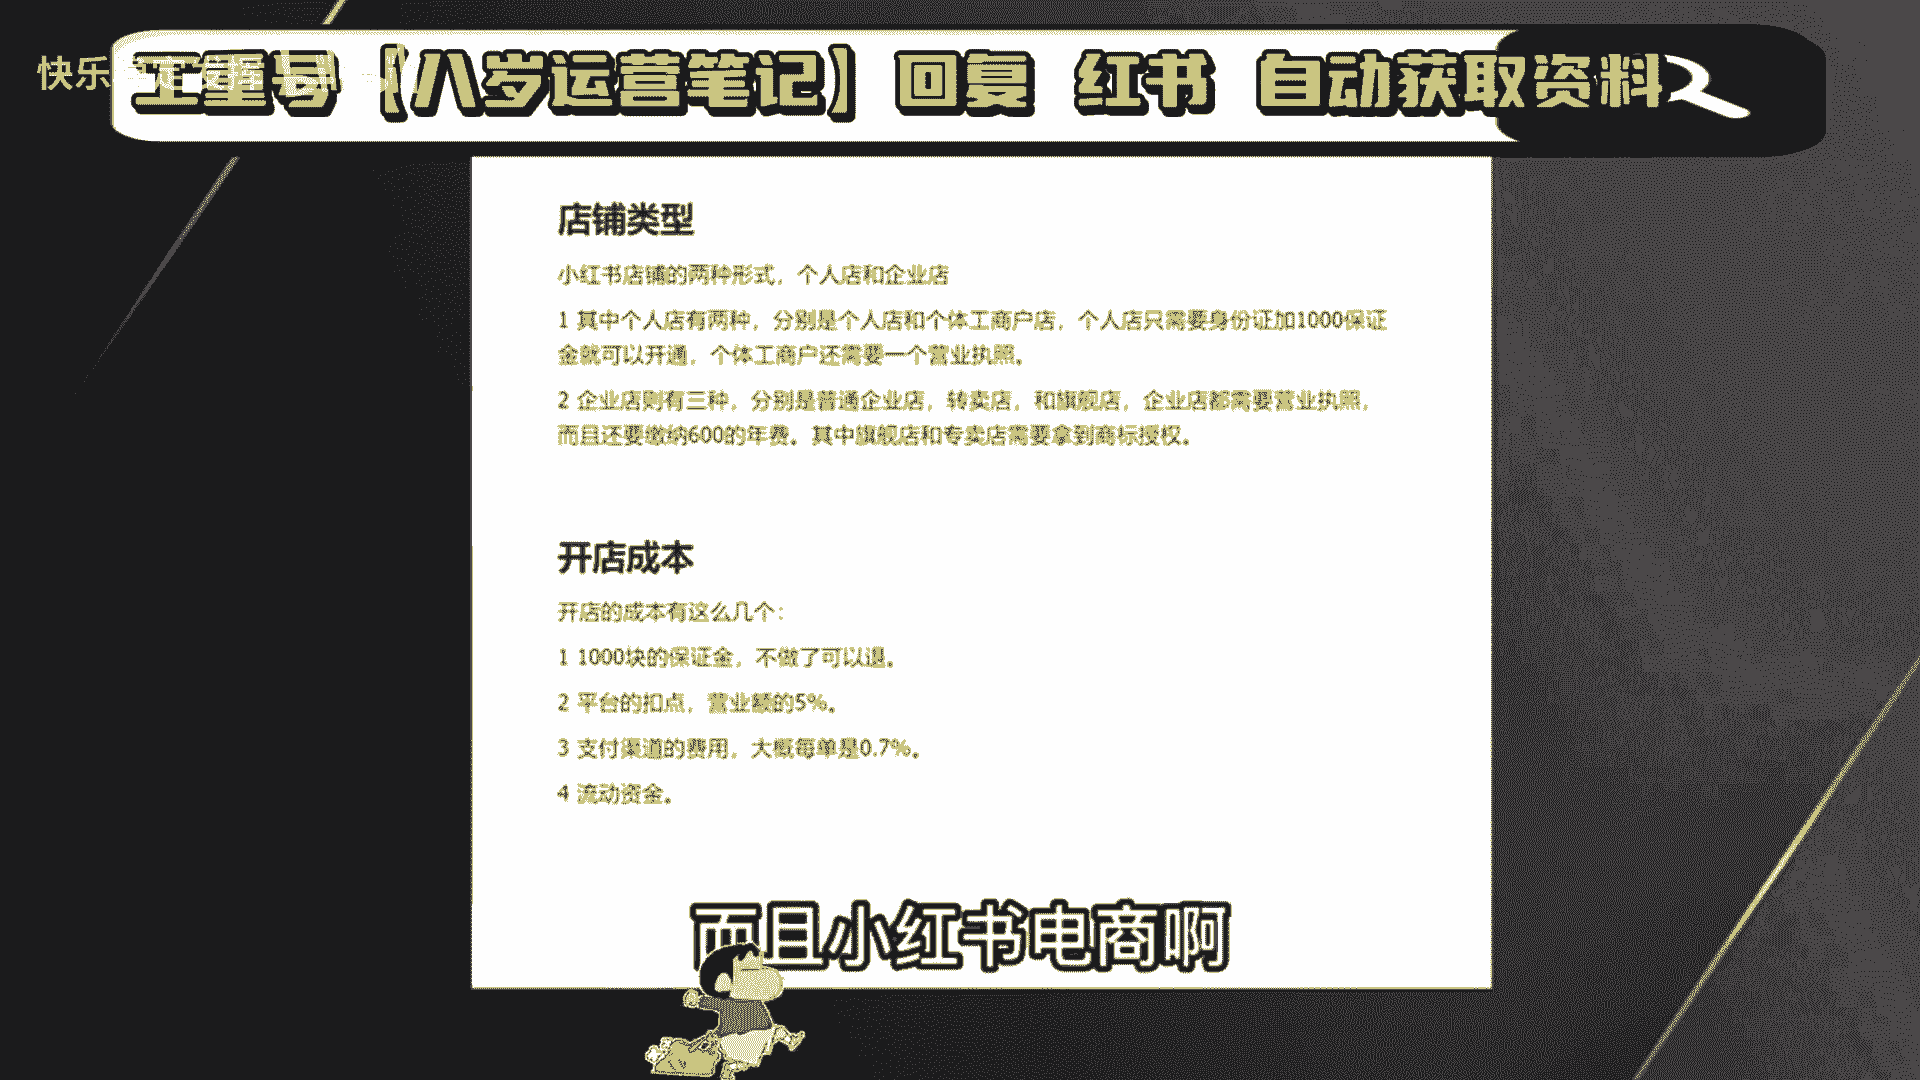 快乐
工重号【八岁运营笔记】回复 红书 自动获取资料
店铺类型
小红书店铺的两种形式，个人店和企业店
1 其中个人店有两种，分别是个人店和个体工商户店，个人店只需要身份证加1000保证
金就可以开通，个体工商户还需要一个营业执照。
2 企业店则有三种，分别是普通企业店，转卖店，和旗舰店，企业店都需要营业执照，
而且还要缴纳600的年费。其中旗舰店和专卖店需要拿到商标授权。
开店成本
开店的成本有这么几个：
1 1000块的保证金，不做了可以退。
2 平台的扣点，营业额的5%。
3 支付渠道的费用，大概每单是0.7%。
4 流动资金。
而且小红书电商啊